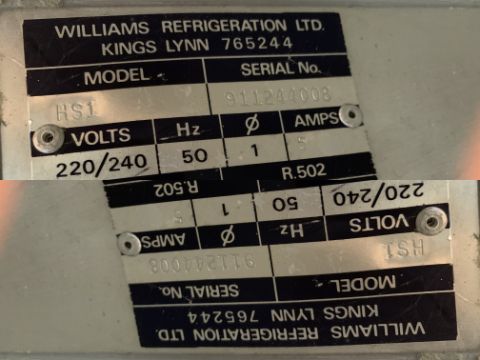 WILLIAMS REFRIGERATION LTD.
KINGS LYNN 765244
MODEL SERIAL No.
HS1 911244008
VOLTS Hz Ø AMPS
220/240 50 1 5
R.502
R.502
220/240 50 1 5
VOLTS Hz Ø AMPS
HS1 911244008
MODEL SERIAL No.
KINGS LYNN 765244
WILLIAMS REFRIGERATION LTD.